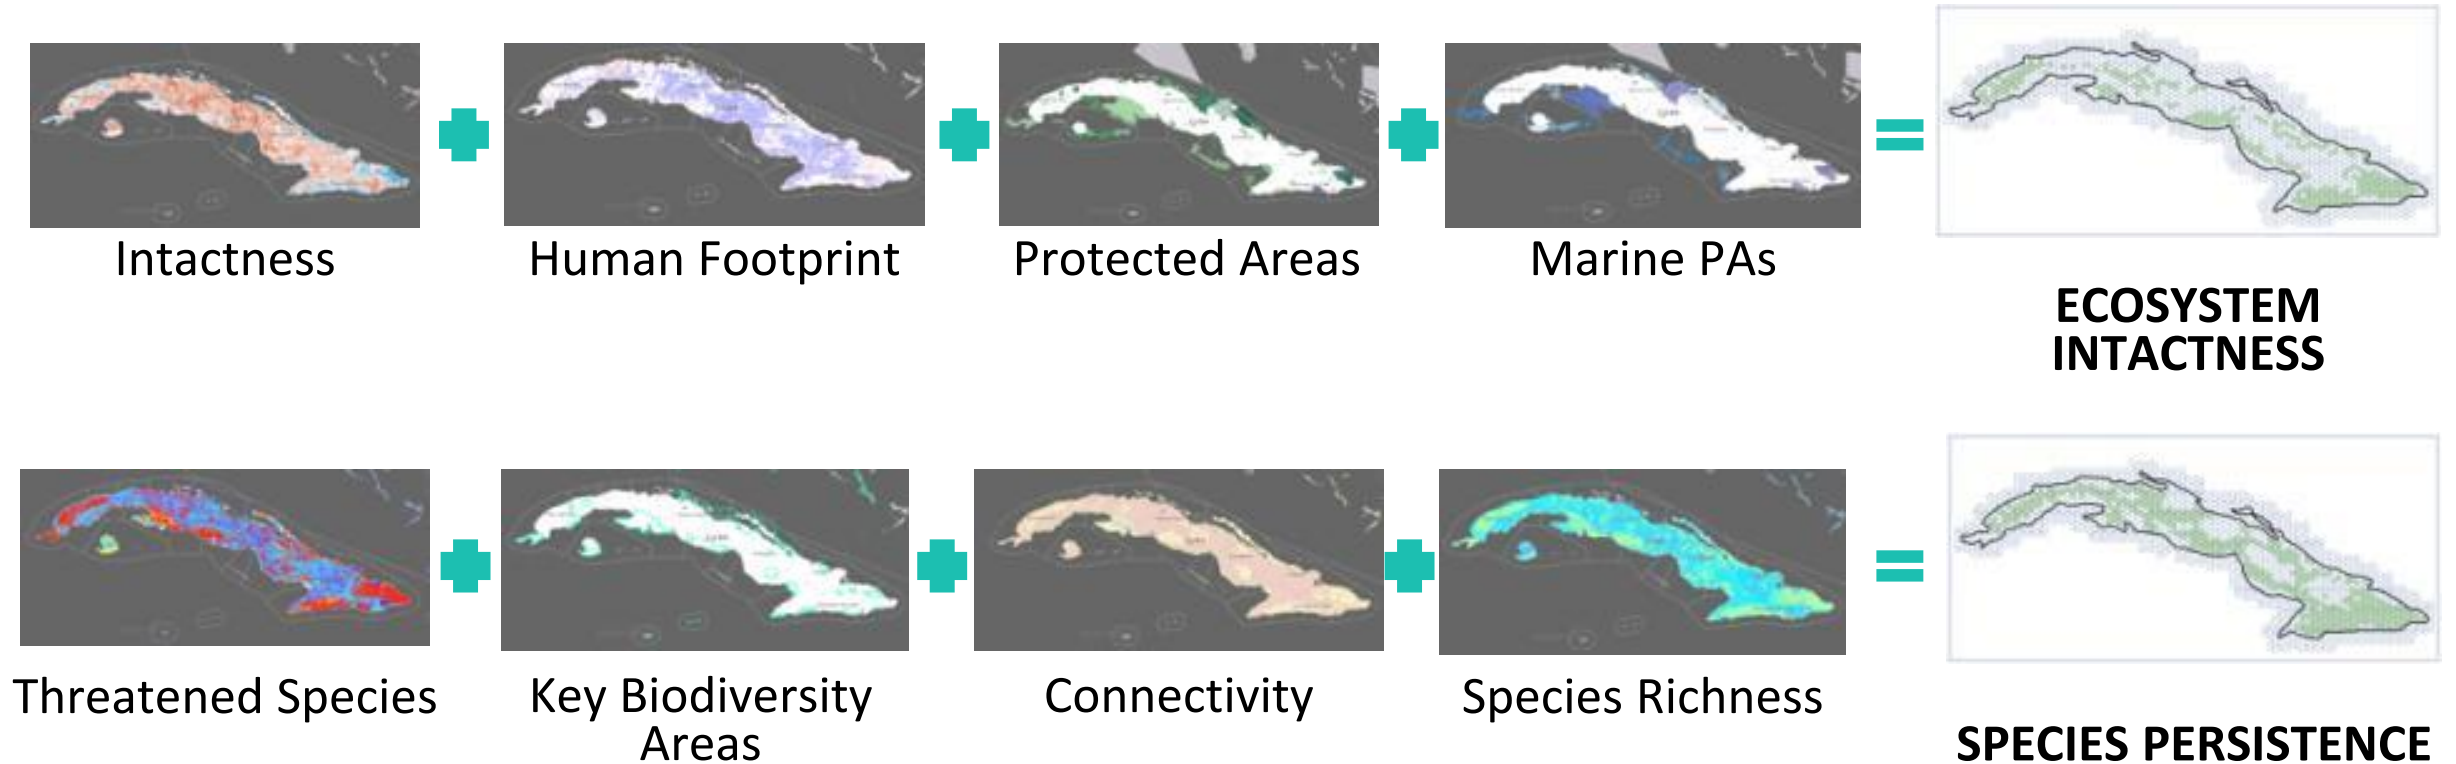 Intactness
Human Footprint
Protected Areas
Marine PAs
ECOSYSTEM
INTACTNESS
Threatened Species
Key Biodiversity
Areas
Connectivity
Species Richness
SPECIES PERSISTENCE